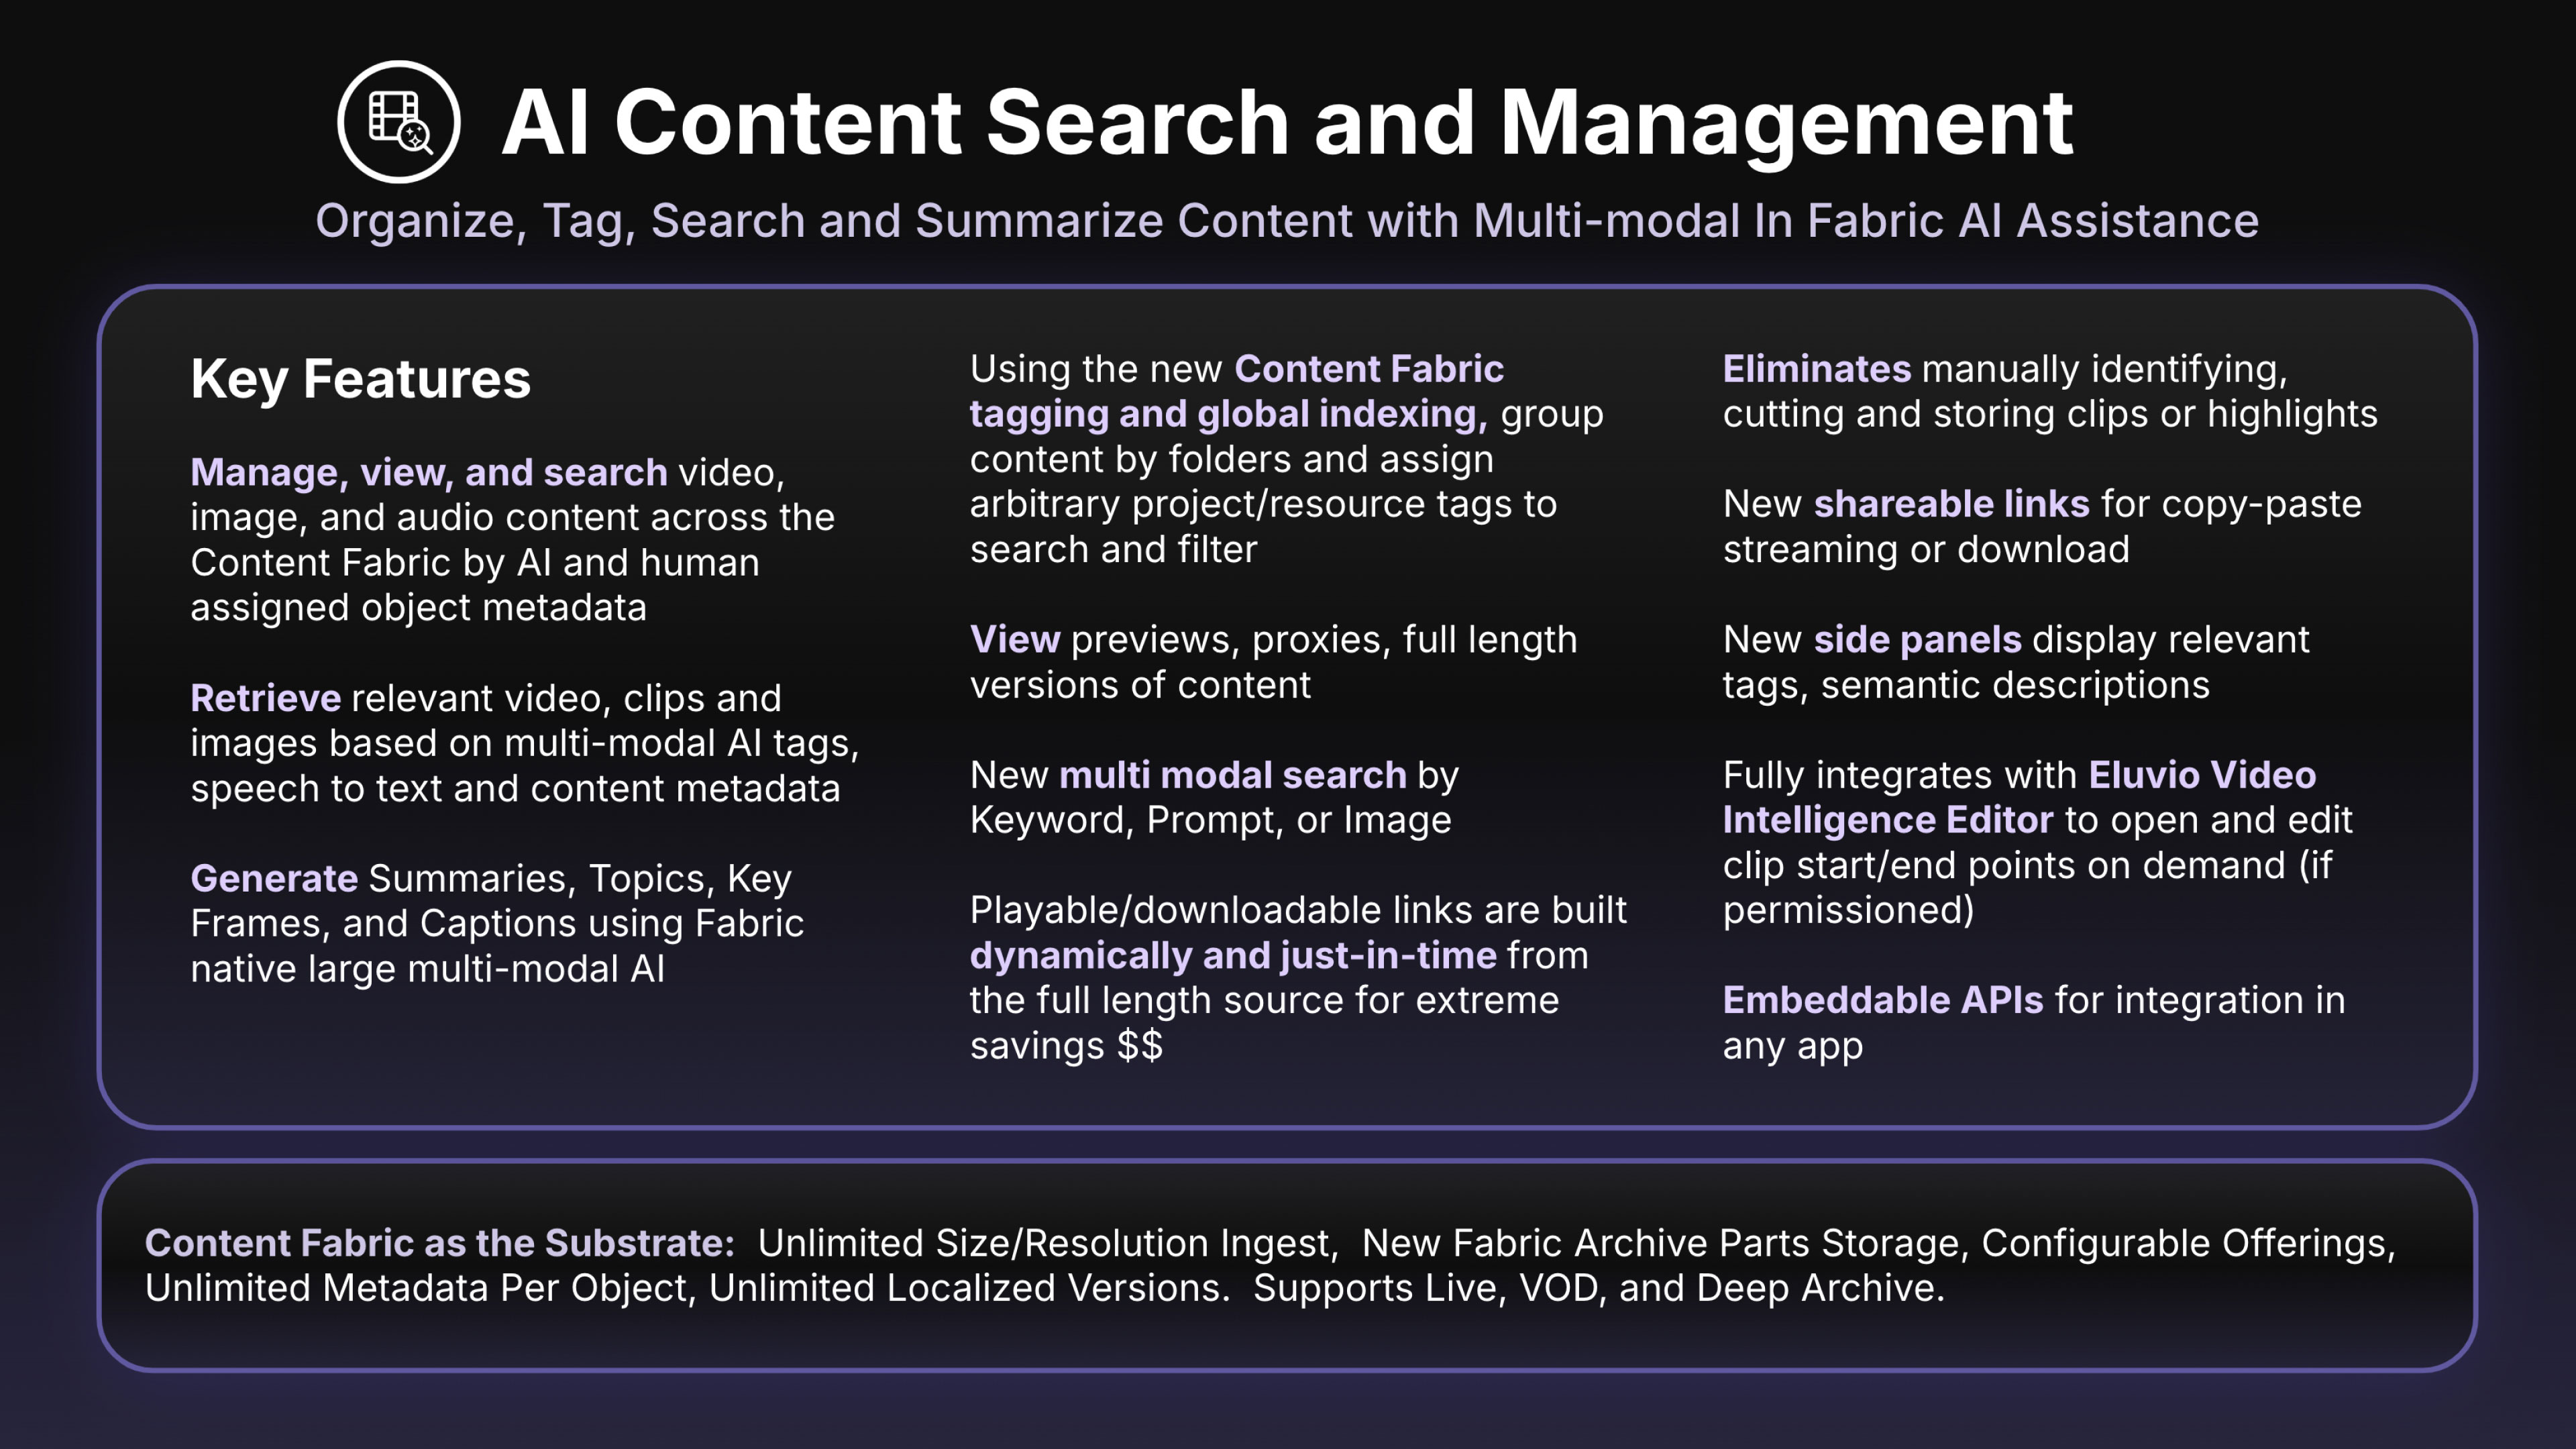 AI Content Search and Management
Organize, Tag, Search and Summarize Content with Multi-modal In Fabric AI Assistance
Key Features
Manage, view, and search video,
image, and audio content across the
Content Fabric by AI and human
assigned object metadata
Retrieve relevant video, clips and
images based on multi-modal AI tags,
speech to text and content metadata
Generate Summaries, Topics, Key
Frames, and Captions using Fabric
native large multi-modal AI
Using the new Content Fabric
tagging and global indexing, group
content by folders and assign
arbitrary project/resource tags to
search and filter
View previews, proxies, full length
versions of content
New multi modal search by
Keyword, Prompt, or Image
Playable/downloadable links are built
dynamically and just-in-time from
the full length source for extreme
savings $$
Eliminates manually identifying,
cutting and storing clips or highlights
New shareable links for copy-paste
streaming or download
New side panels display relevant
tags, semantic descriptions
Fully integrates with Eluvio Video
Intelligence Editor to open and edit
clip start/end points on demand (if
permissioned)
Embeddable APIs for integration in
any app
Content Fabric as the Substrate: Unlimited Size/Resolution Ingest, New Fabric Archive Parts Storage, Configurable Offerings,
Unlimited Metadata Per Object, Unlimited Localized Versions. Supports Live, VOD, and Deep Archive.